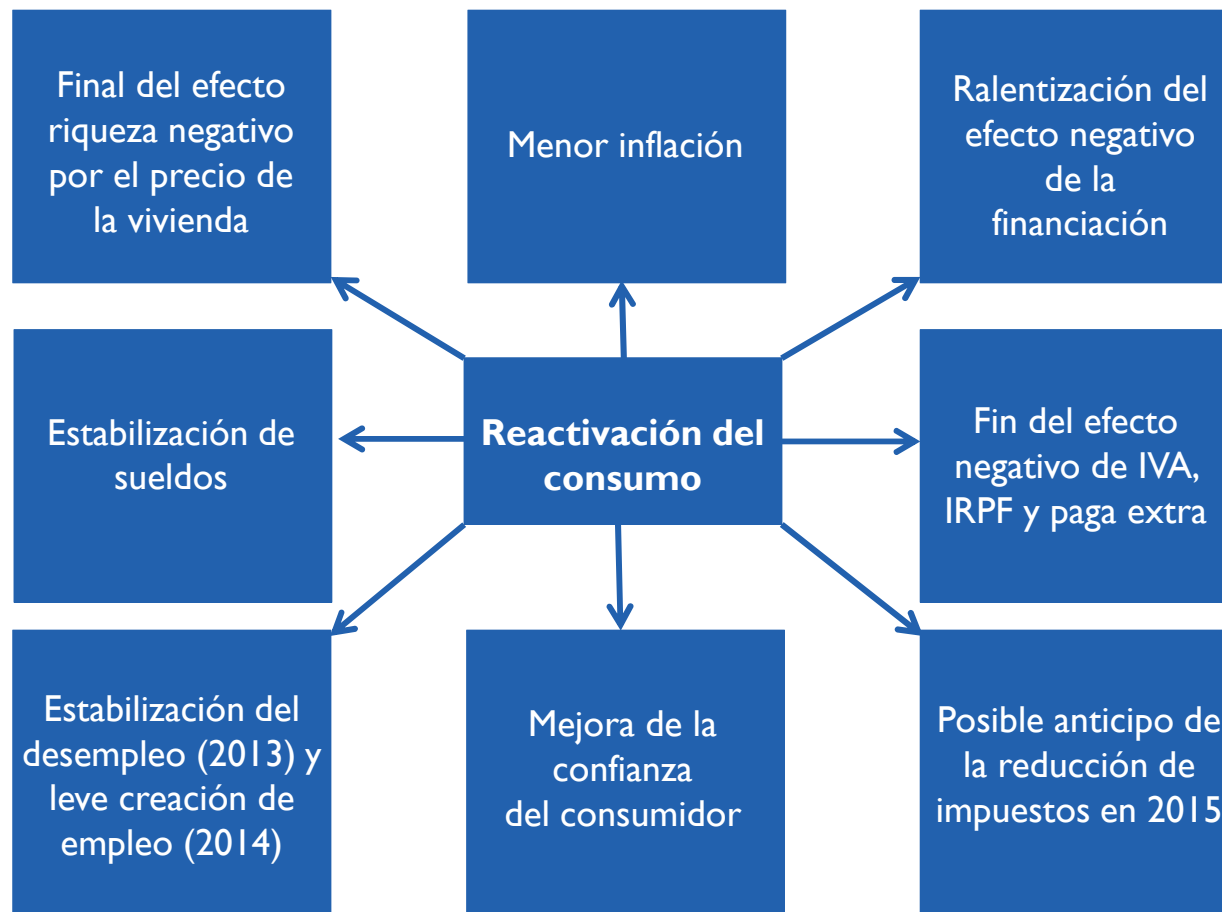 Final del efecto
riqueza negativo
por el precio de
la vivienda
Menor inflación
Ralentización del
efecto negativo
de la
financiación
Estabilización de
sueldos
Reactivación del
consumo
Fin del efecto
negativo de IVA,
IRPF y paga extra
Estabilización del
desempleo (2013) y
leve creación de
empleo (2014)
Mejora de la
confianza
del consumidor
Posible anticipo de
la reducción de
impuestos en 2015